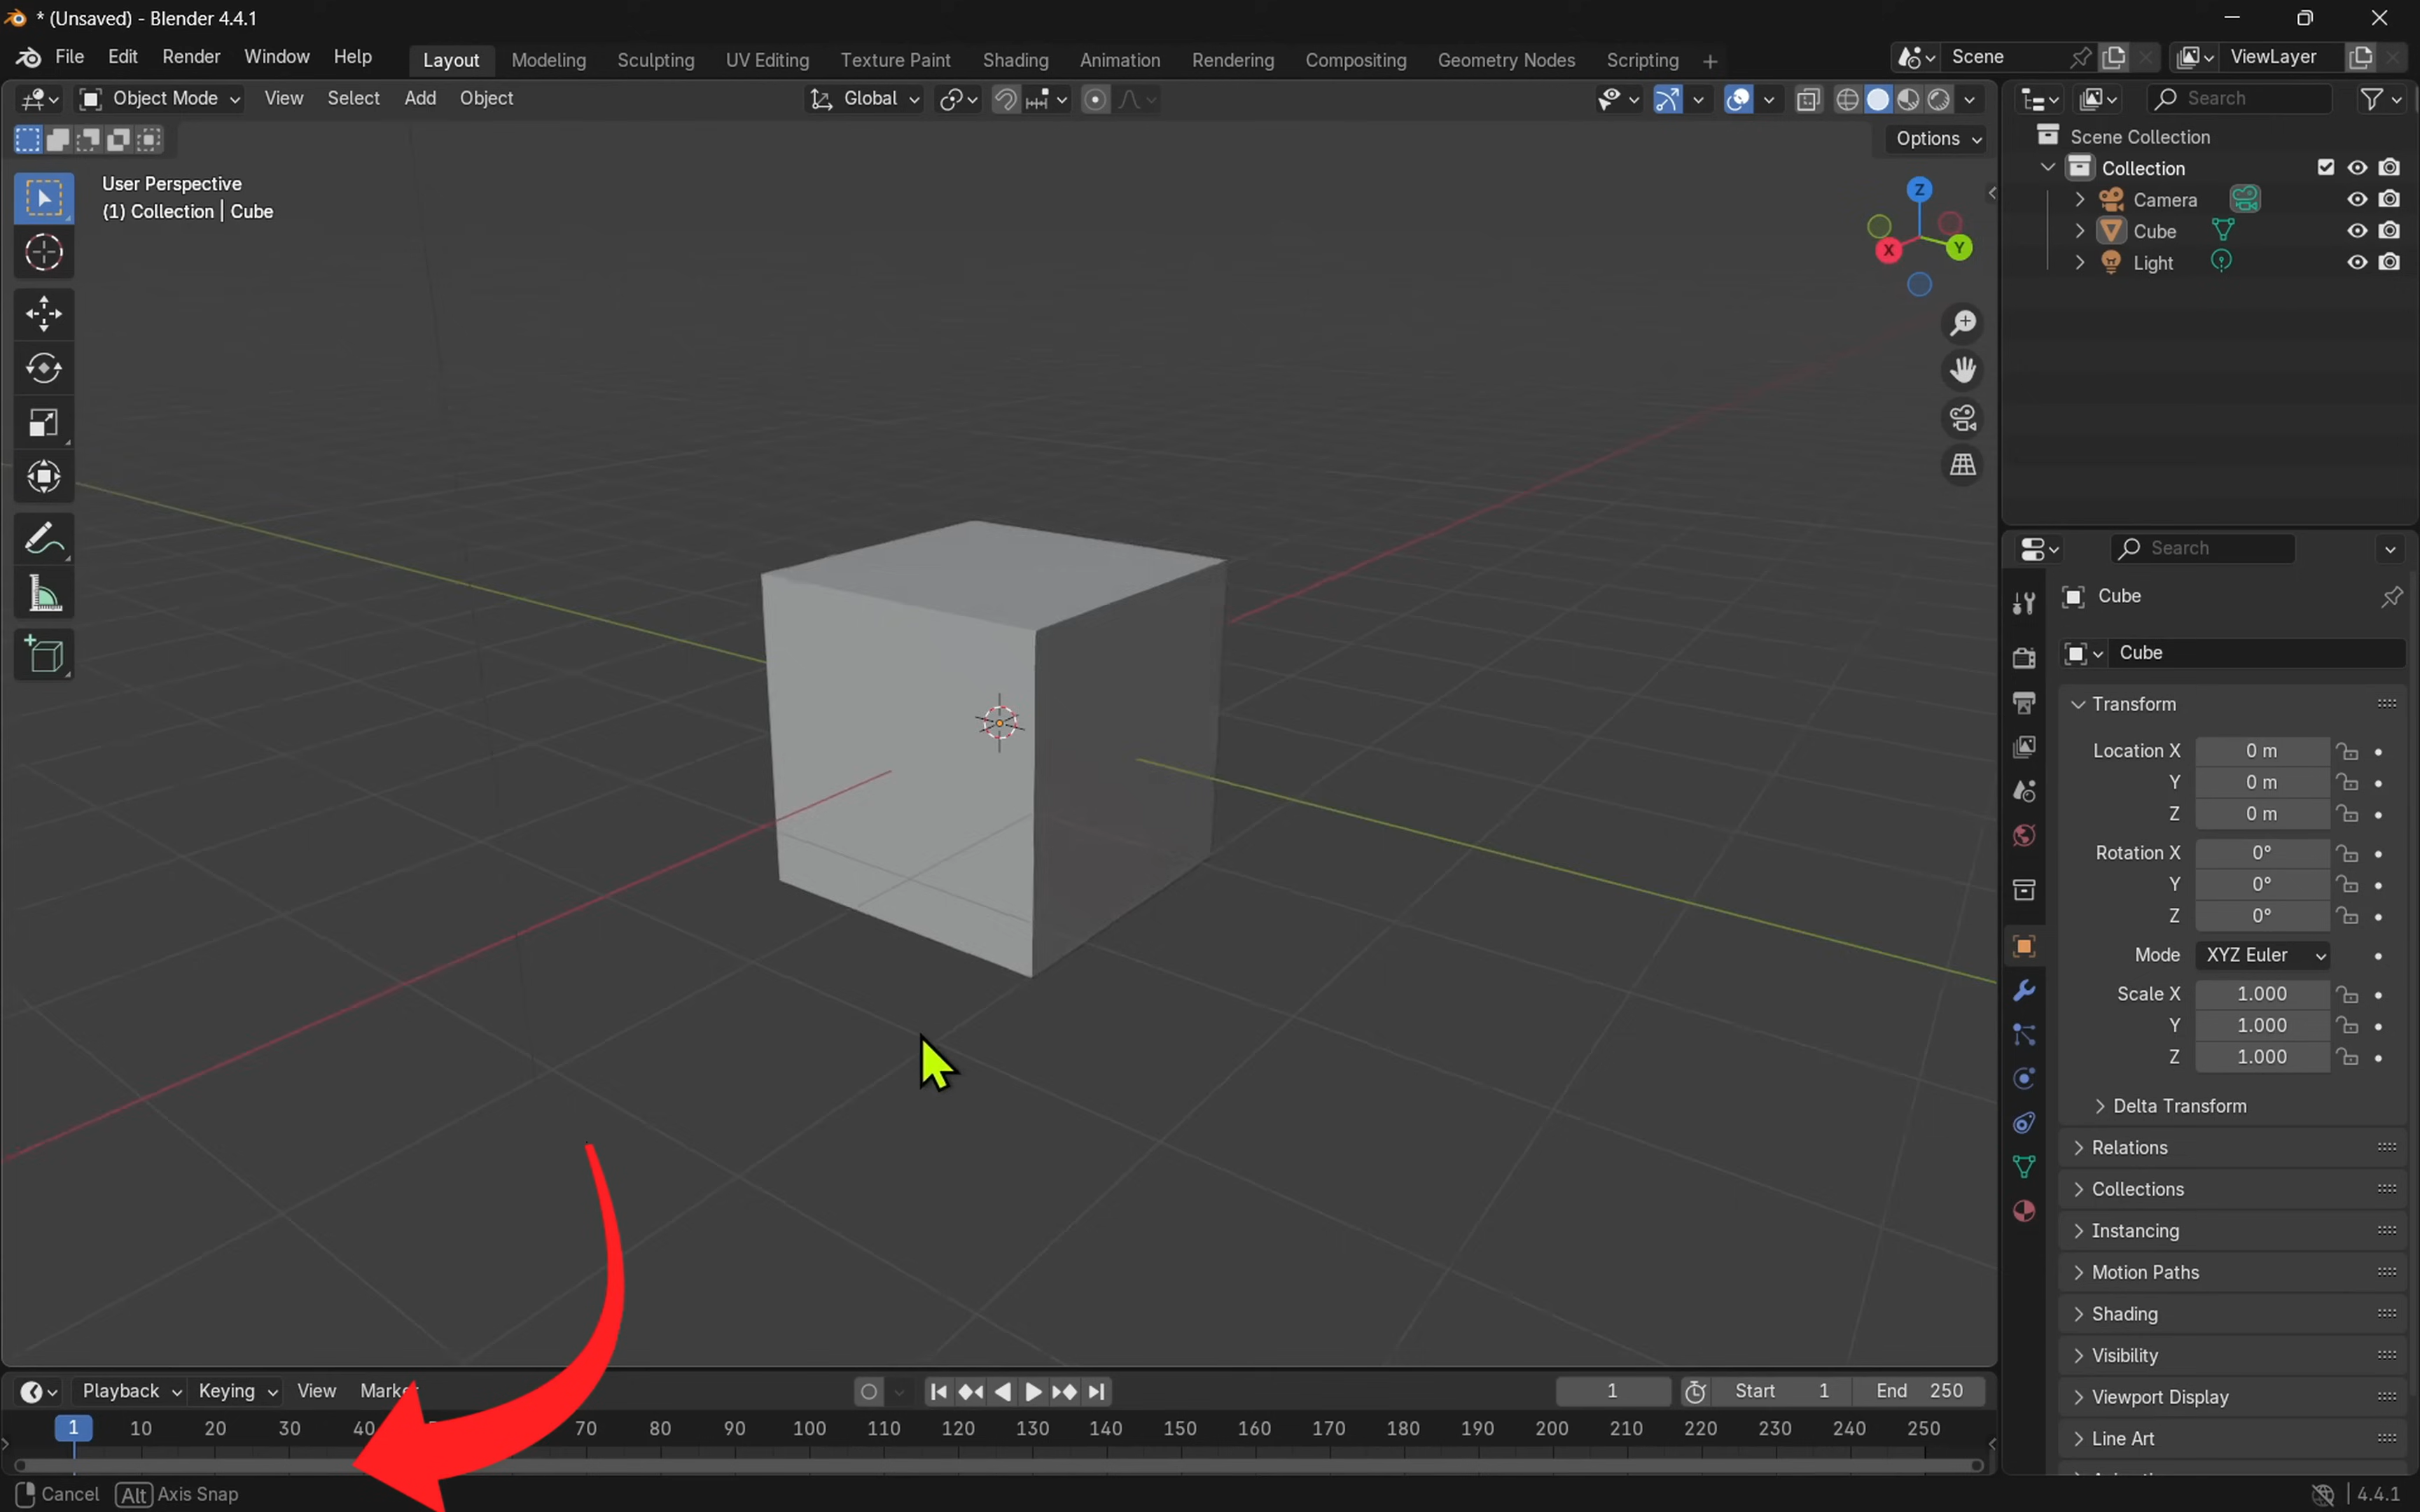 * (Unsaved) - Blender 4.4.1
File Edit Render Window Help Layout Modeling Sculpting UV Editing Texture Paint Shading Animation Rendering Compositing Geometry Nodes Scripting + Scene ViewLayer
Object Mode View Select Add Object Global Search
Options
User Perspective
(1) Collection | Cube
Z
X
Y
Scene Collection
Collection
Camera
Cube
Light
Search
Cube
Cube
Transform
Location X 0 m
Y 0 m
Z 0 m
Rotation X 0°
Y 0°
Z 0°
Mode XYZ Euler
Scale X 1.000
Y 1.000
Z 1.000
Delta Transform
Relations
Collections
Instancing
Motion Paths
Shading
Visibility
Viewport Display
Line Art
Playback Keying View 1 Start 1 End 250
1 10 20 30 40 70 80 90 100 110 120 130 140 150 160 170 180 190 200 210 220 230 240 250
Cancel Alt Axis Snap 4.4.1